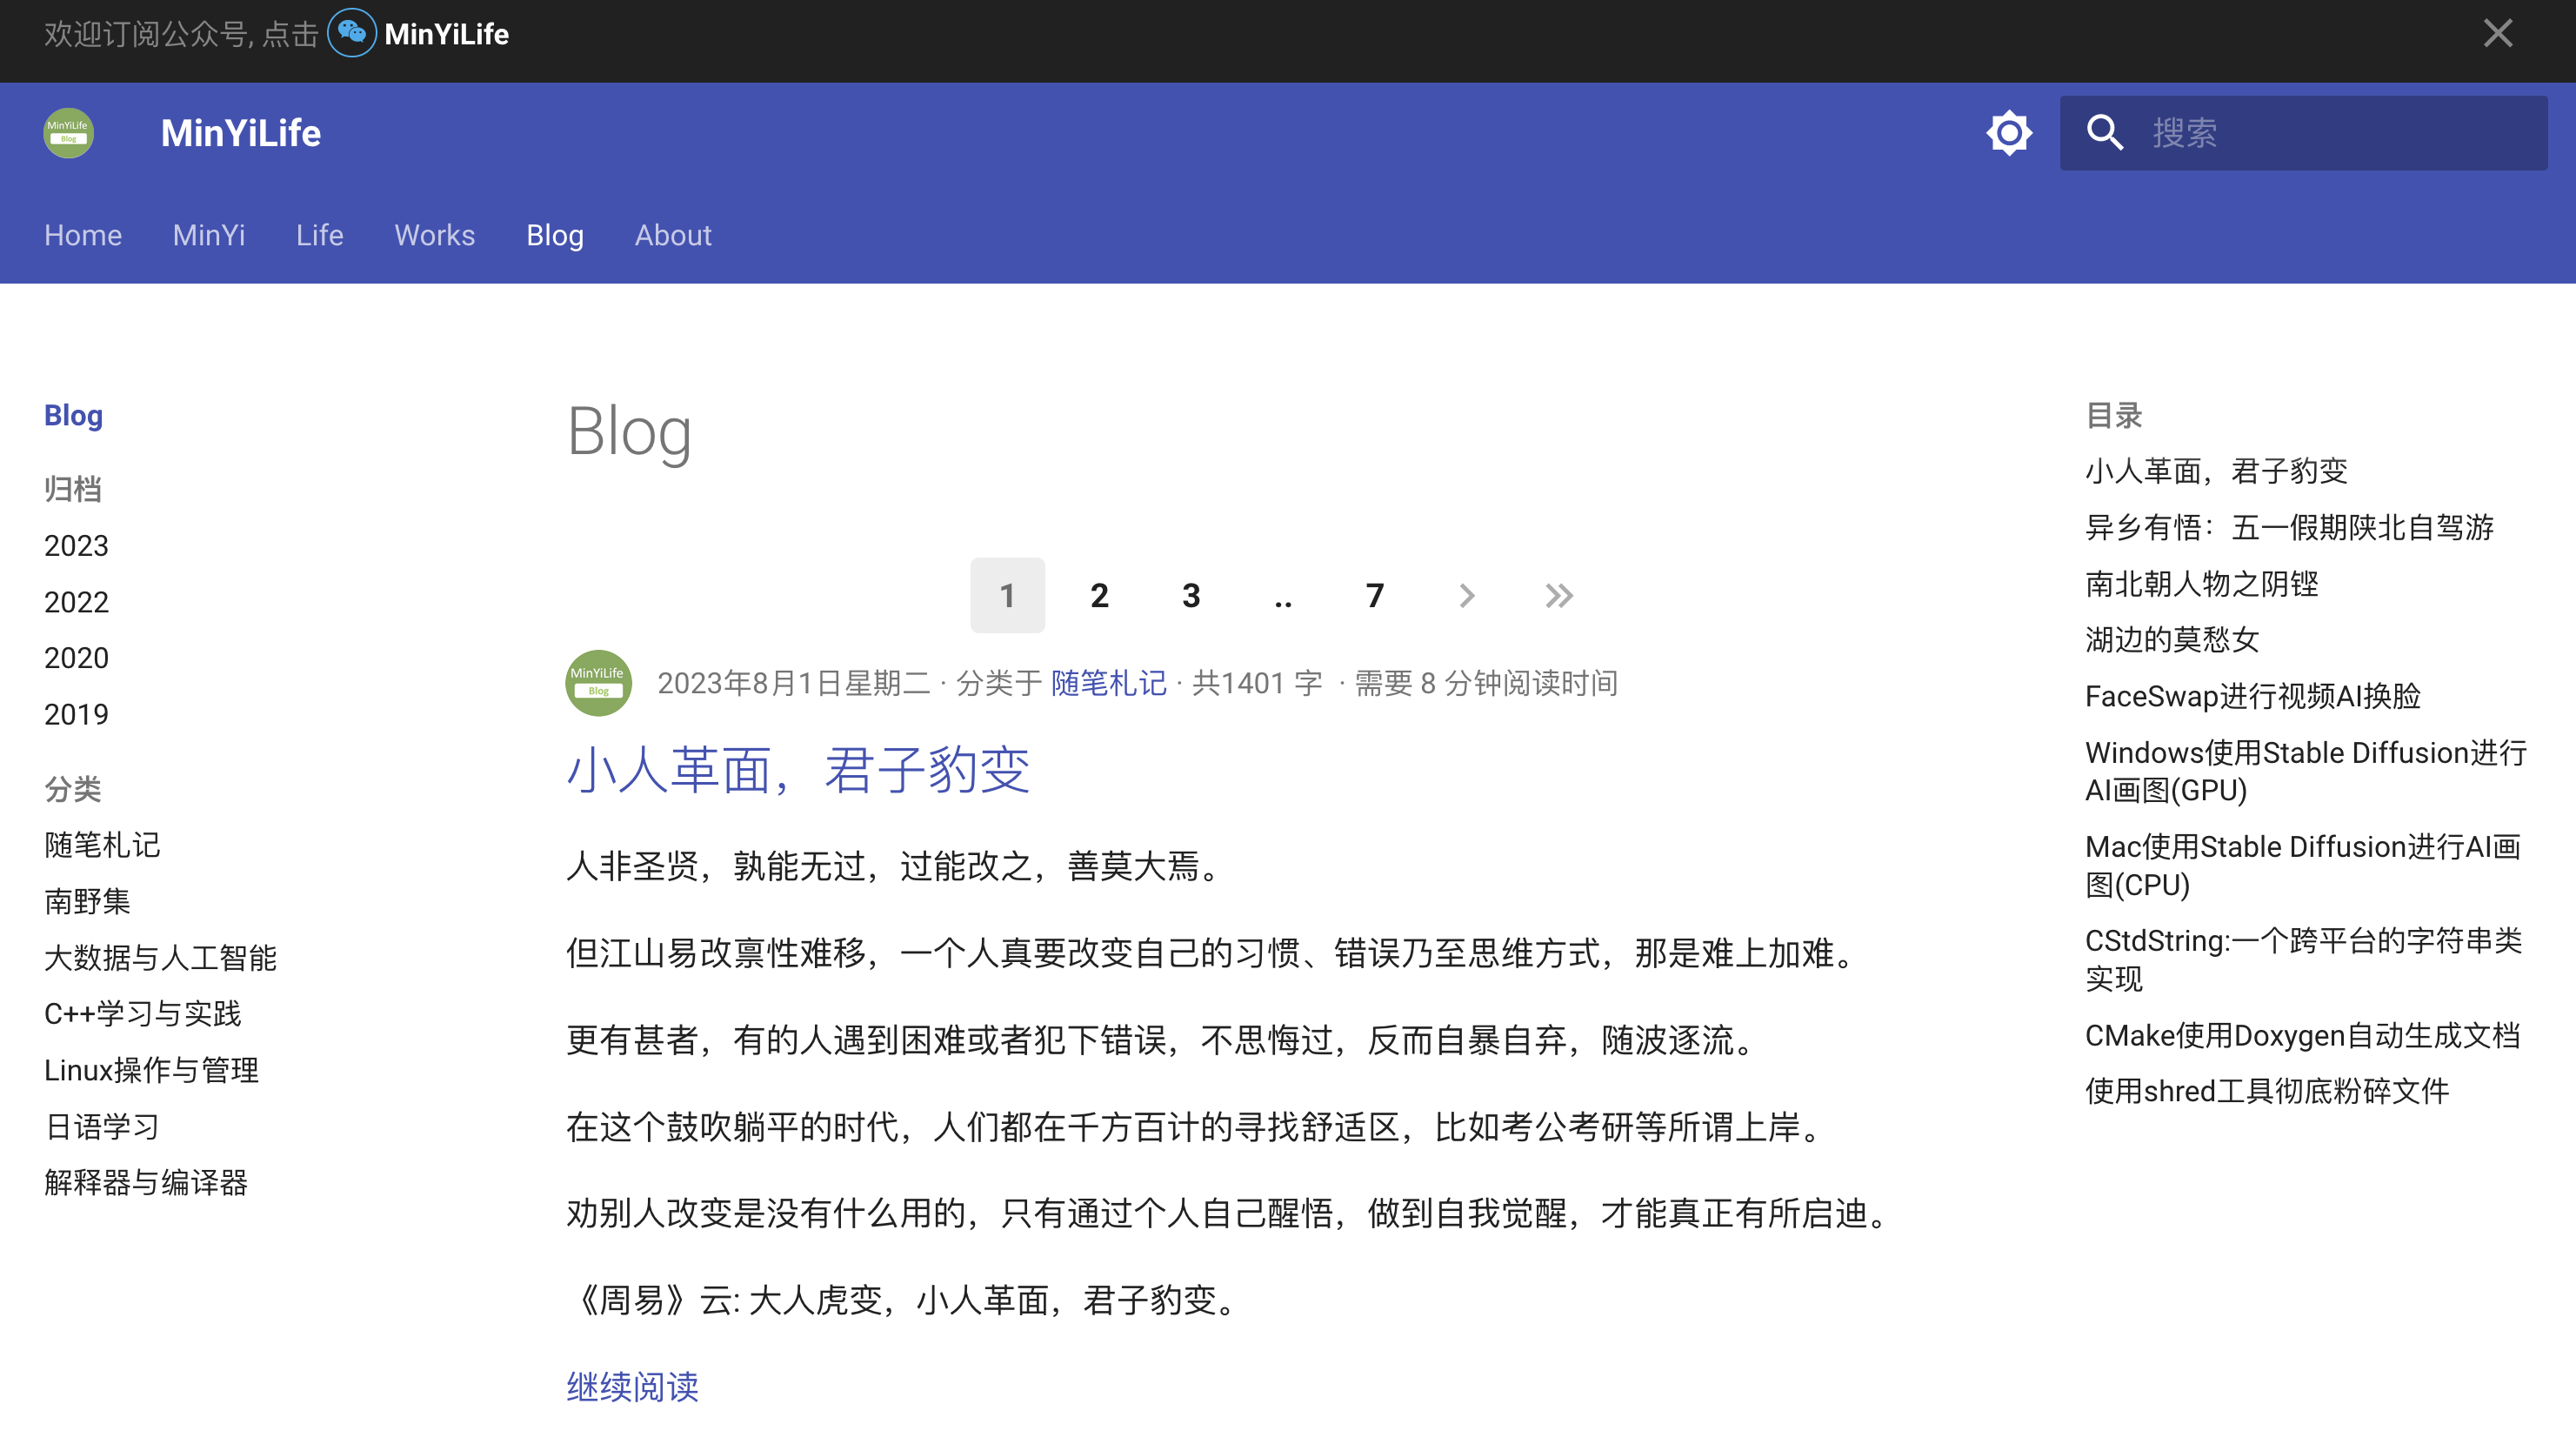 欢迎订阅公众号, 点击 MinYiLife
MinYiLife
Blog
MinYiLife
搜索
Home MinYi Life Works Blog About
Blog
归档
2023
2022
2020
2019
分类
随笔札记
南野集
大数据与人工智能
C++学习与实践
Linux操作与管理
日语学习
解释器与编译器
Blog
1 2 3 .. 7
MinYiLife
Blog
2023年8月1日星期二 · 分类于 随笔札记 · 共1401 字 · 需要 8 分钟阅读时间
小人革面，君子豹变
人非圣贤，孰能无过，过能改之，善莫大焉。
但江山易改禀性难移，一个人真要改变自己的习惯、错误乃至思维方式，那是难上加难。
更有甚者，有的人遇到困难或者犯下错误，不思悔过，反而自暴自弃，随波逐流。
在这个鼓吹躺平的时代，人们都在千方百计的寻找舒适区，比如考公考研等所谓上岸。
劝别人改变是没有什么用的，只有通过个人自己醒悟，做到自我觉醒，才能真正有所启迪。
《周易》云: 大人虎变，小人革面，君子豹变。
继续阅读
目录
小人革面，君子豹变
异乡有悟：五一假期陕北自驾游
南北朝人物之阴铿
湖边的莫愁女
FaceSwap进行视频AI换脸
Windows使用Stable Diffusion进行
AI画图(GPU)
Mac使用Stable Diffusion进行AI画
图(CPU)
CStdString:一个跨平台的字符串类
实现
CMake使用Doxygen自动生成文档
使用shred工具彻底粉碎文件